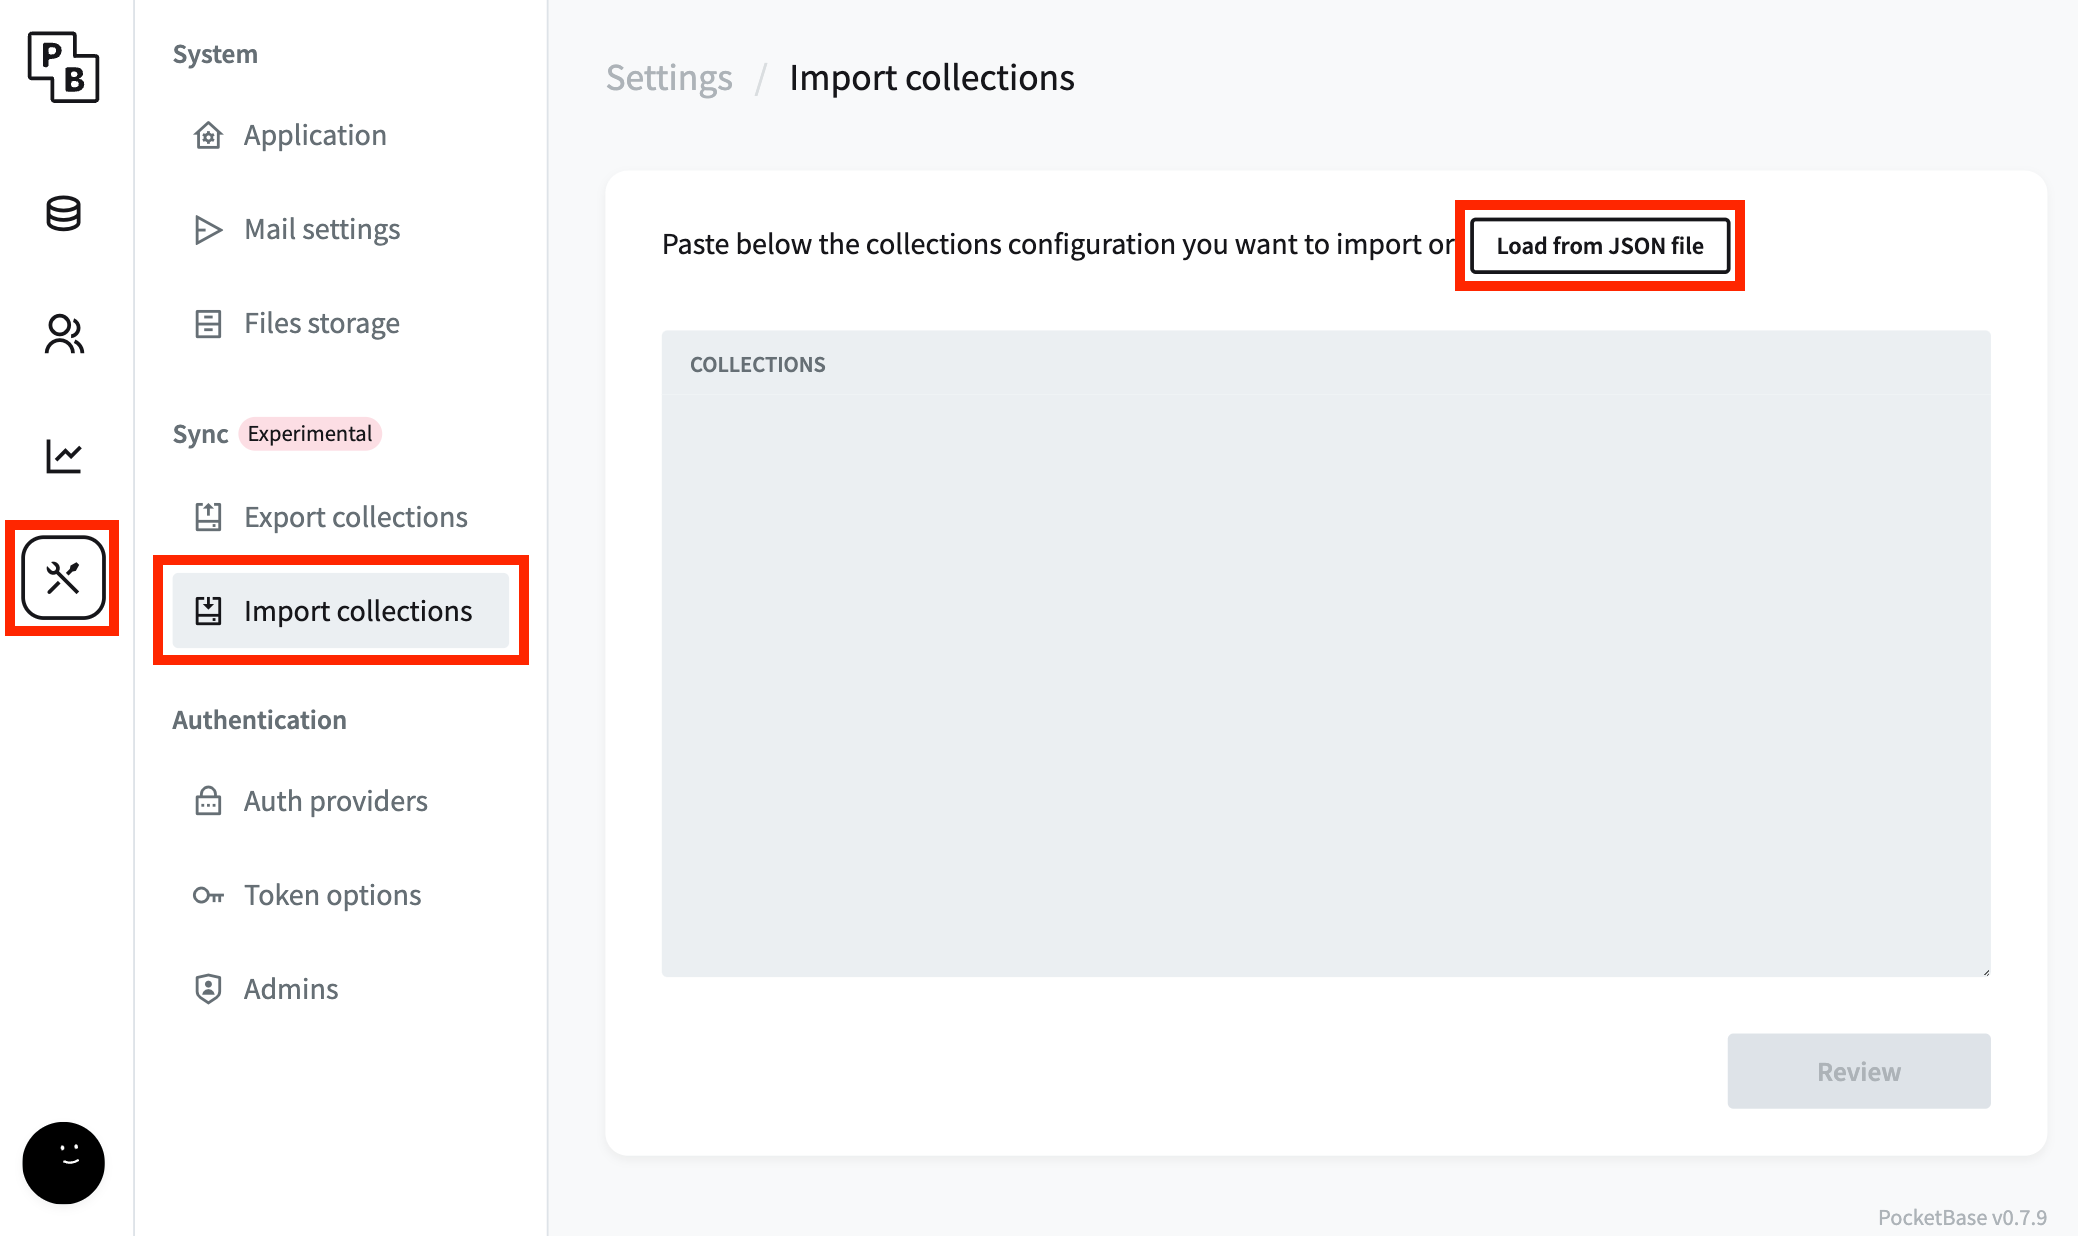 P
B
System
Application
Mail settings
Files storage
Sync Experimental
Export collections
Import collections
Authentication
Auth providers
Token options
Admins
Settings / Import collections
Paste below the collections configuration you want to import or Load from JSON file
COLLECTIONS
Review
PocketBase v0.7.9